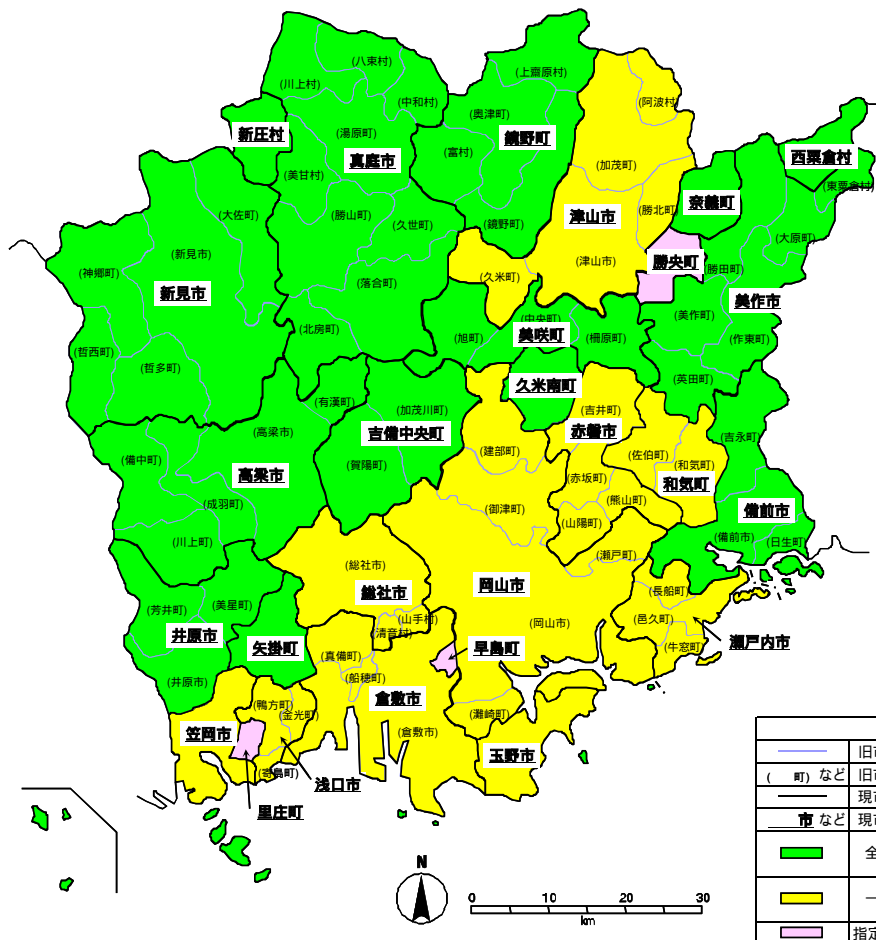 (八束村)
(川上村)
(上齋原村)
(中和村)
(阿波村)
(奥津町)
新庄村
(湯原町)
鏡野町
(富村)
真庭市
西粟倉村
(加茂町)
(美甘村)
(東粟倉村)
奈義町
(大佐町)
(勝山町)
(久世町)
(鏡野町)
津山市
(勝北町)
(大原町)
(新見市)
(津山市)
勝央町
(神郷町)
(勝田町)
(久米町)
(落合町)
新見市
美作市
(北房町)
(中央町)
(美作町)
(旭町)
美咲町
(柵原町)
(作東町)
(哲西町)
(哲多町)
(英田町)
久米南町
(有漢町)
(加茂川町)
(吉井町)
(高梁市)
吉備中央町
赤磐市
(吉永町)
(備中町)
(建部町)
(佐伯町)
(和気町)
(賀陽町)
高梁市
(赤坂町)
和気町
(成羽町)
(熊山町)
(御津町)
備前市
(山陽町)
(川上町)
(備前市)
(日生町)
(瀬戸町)
(総社市)
岡山市
総社市
(長船町)
(美星町)
(芳井町)
(山手村)
(邑久町)
(岡山市)
井原市
(清音村)
矢掛町
早島町
瀬戸内市
(真備町)
(牛窓町)
(船穂町)
(井原市)
倉敷市
(鴨方町)
(金光町)
(灘崎町)
笠岡市
(倉敷市)
玉野市
(寄島町)
浅口市
里庄町
N
0 10 20 30
km
旧市
( 町) など 旧市
現市
市 など 現市
全
一
指定